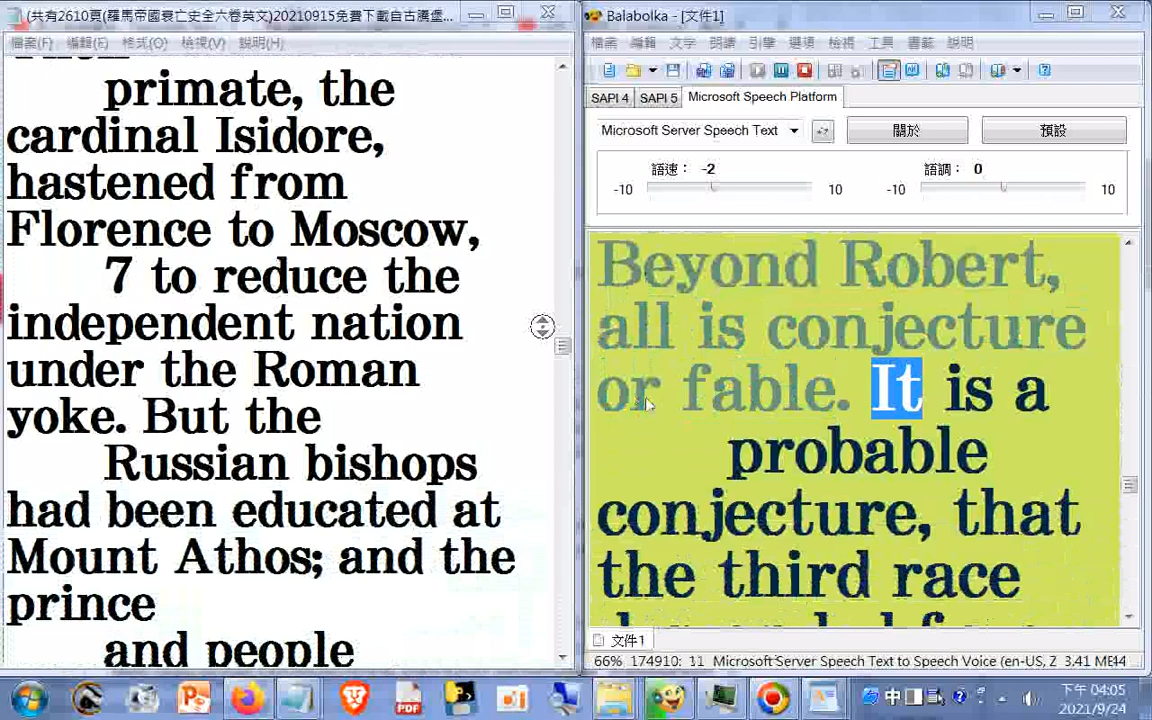 (共有2610頁(羅馬帝國衰亡史全六卷英文)20210915免費下載自古騰堡...
檔案(F) 編輯(E) 格式(O) 檢視(V) 說明(H)
primate, the
cardinal Isidore,
hastened from
Florence to Moscow,
7 to reduce the
independent nation
under the Roman
yoke. But the
Russian bishops
had been educated at
Mount Athos; and the
prince
and people
Balabolka - [文件1]
檔案 編輯 文字 朗讀 引擎 選項 檢視 工具 書籤 說明
SAPI 4 SAPI 5 Microsoft Speech Platform
Microsoft Server Speech Text 關於 預設
語速： -2 語調： 0
-10 10 -10 10
Beyond Robert,
all is conjecture
or fable. It is a
probable
conjecture, that
the third race
文件1
66% 174910: 11 Microsoft Server Speech Text to Speech Voice (en-US, Z 3.41 ME44
中
下午 04:05
2021/9/24